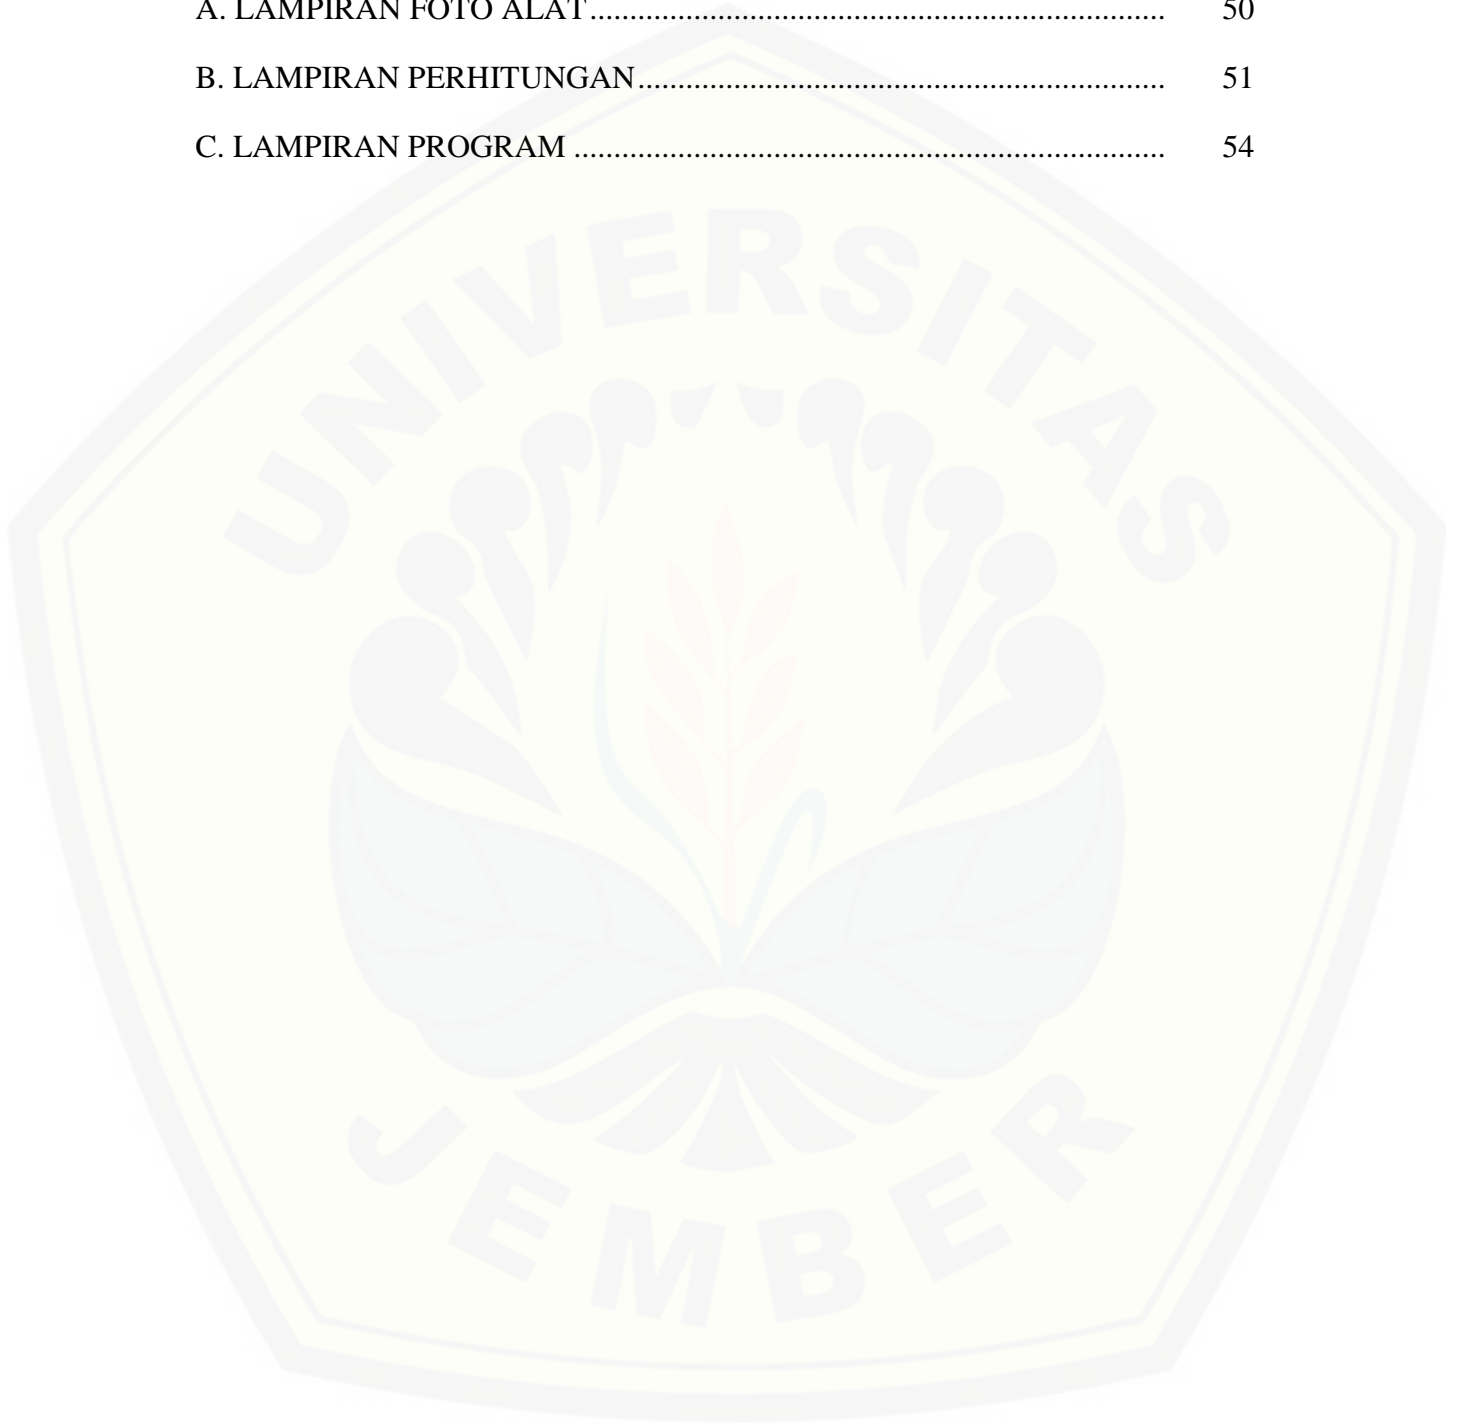 A. LAMPIRAN FOTO ALAT........................................................................ 50
B. LAMPIRAN PERHITUNGAN.................................................................. 51
C. LAMPIRAN PROGRAM .......................................................................... 54
UNIVERSITAS
JEMBER